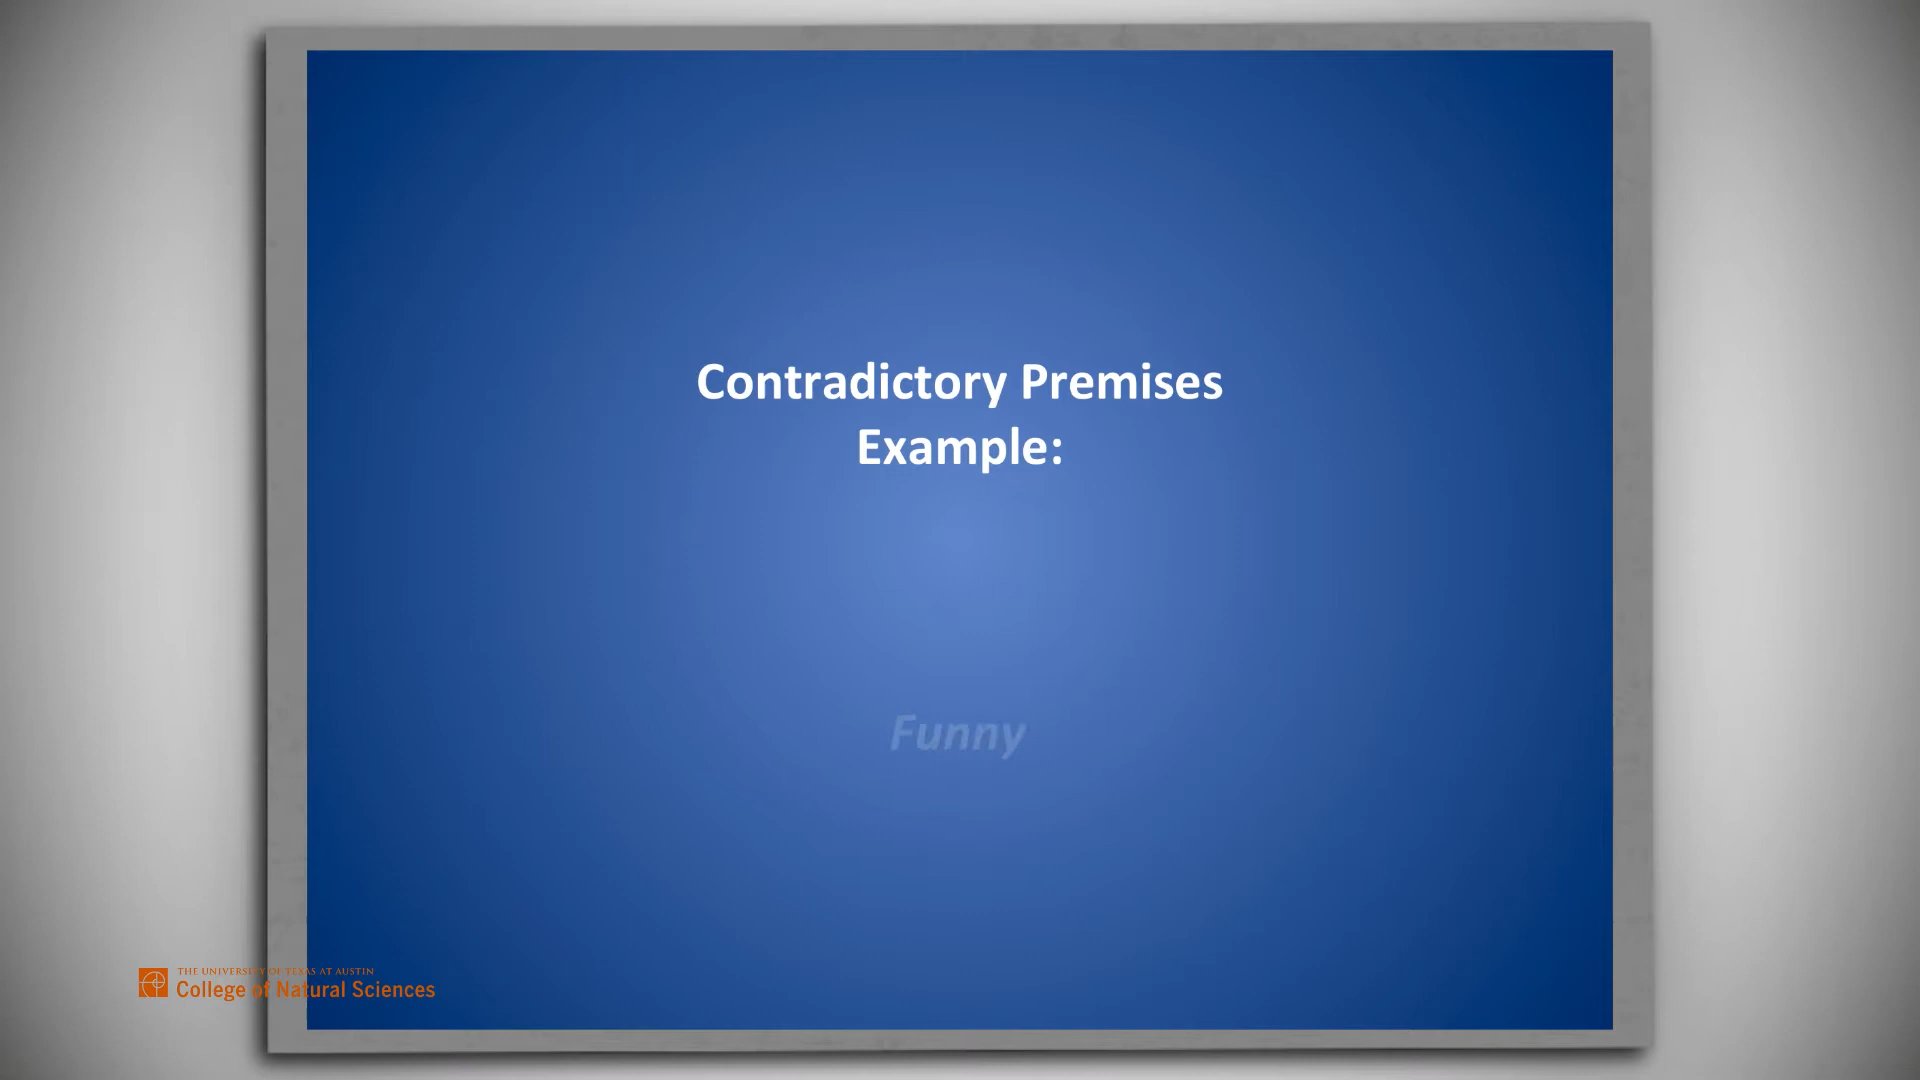 Contradictory Premises
Example:
Funny
THE UNIVERSITY OF TEXAS AT AUSTIN
College of Natural Sciences